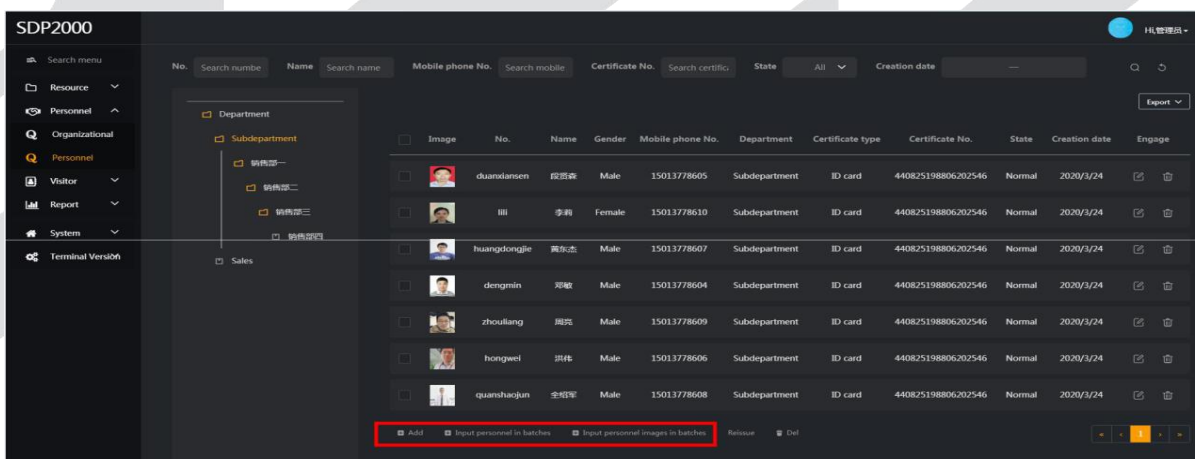 SDP2000
Hi,管理员
Search menu
No. Search numbe Name Search name Mobile phone No. Search mobile Certificate No. Search certific State All Creation date —
Resource
Export
Personnel
Department
Organizational
Subdepartment
Image No. Name Gender Mobile phone No. Department Certificate type Certificate No. State Creation date Engage
Personnel
销售部一
Visitor
duanxiansen 段贤森 Male 15013778605 Subdepartment ID card 440825198806202546 Normal 2020/3/24
销售部二
Report
销售部三
lili 李莉 Female 15013778610 Subdepartment ID card 440825198806202546 Normal 2020/3/24
System
销售部四
huangdongjie 黄东杰 Male 15013778607 Subdepartment ID card 440825198806202546 Normal 2020/3/24
Terminal Version
Sales
dengmin 邓敏 Male 15013778604 Subdepartment ID card 440825198806202546 Normal 2020/3/24
zhouliang 周亮 Male 15013778609 Subdepartment ID card 440825198806202546 Normal 2020/3/24
hongwei 洪伟 Male 15013778606 Subdepartment ID card 440825198806202546 Normal 2020/3/24
quanshaojun 全绍军 Male 15013778608 Subdepartment ID card 440825198806202546 Normal 2020/3/24
Add Input personnel in batches Input personnel images in batches Reissue Del
« ‹ 1 › »